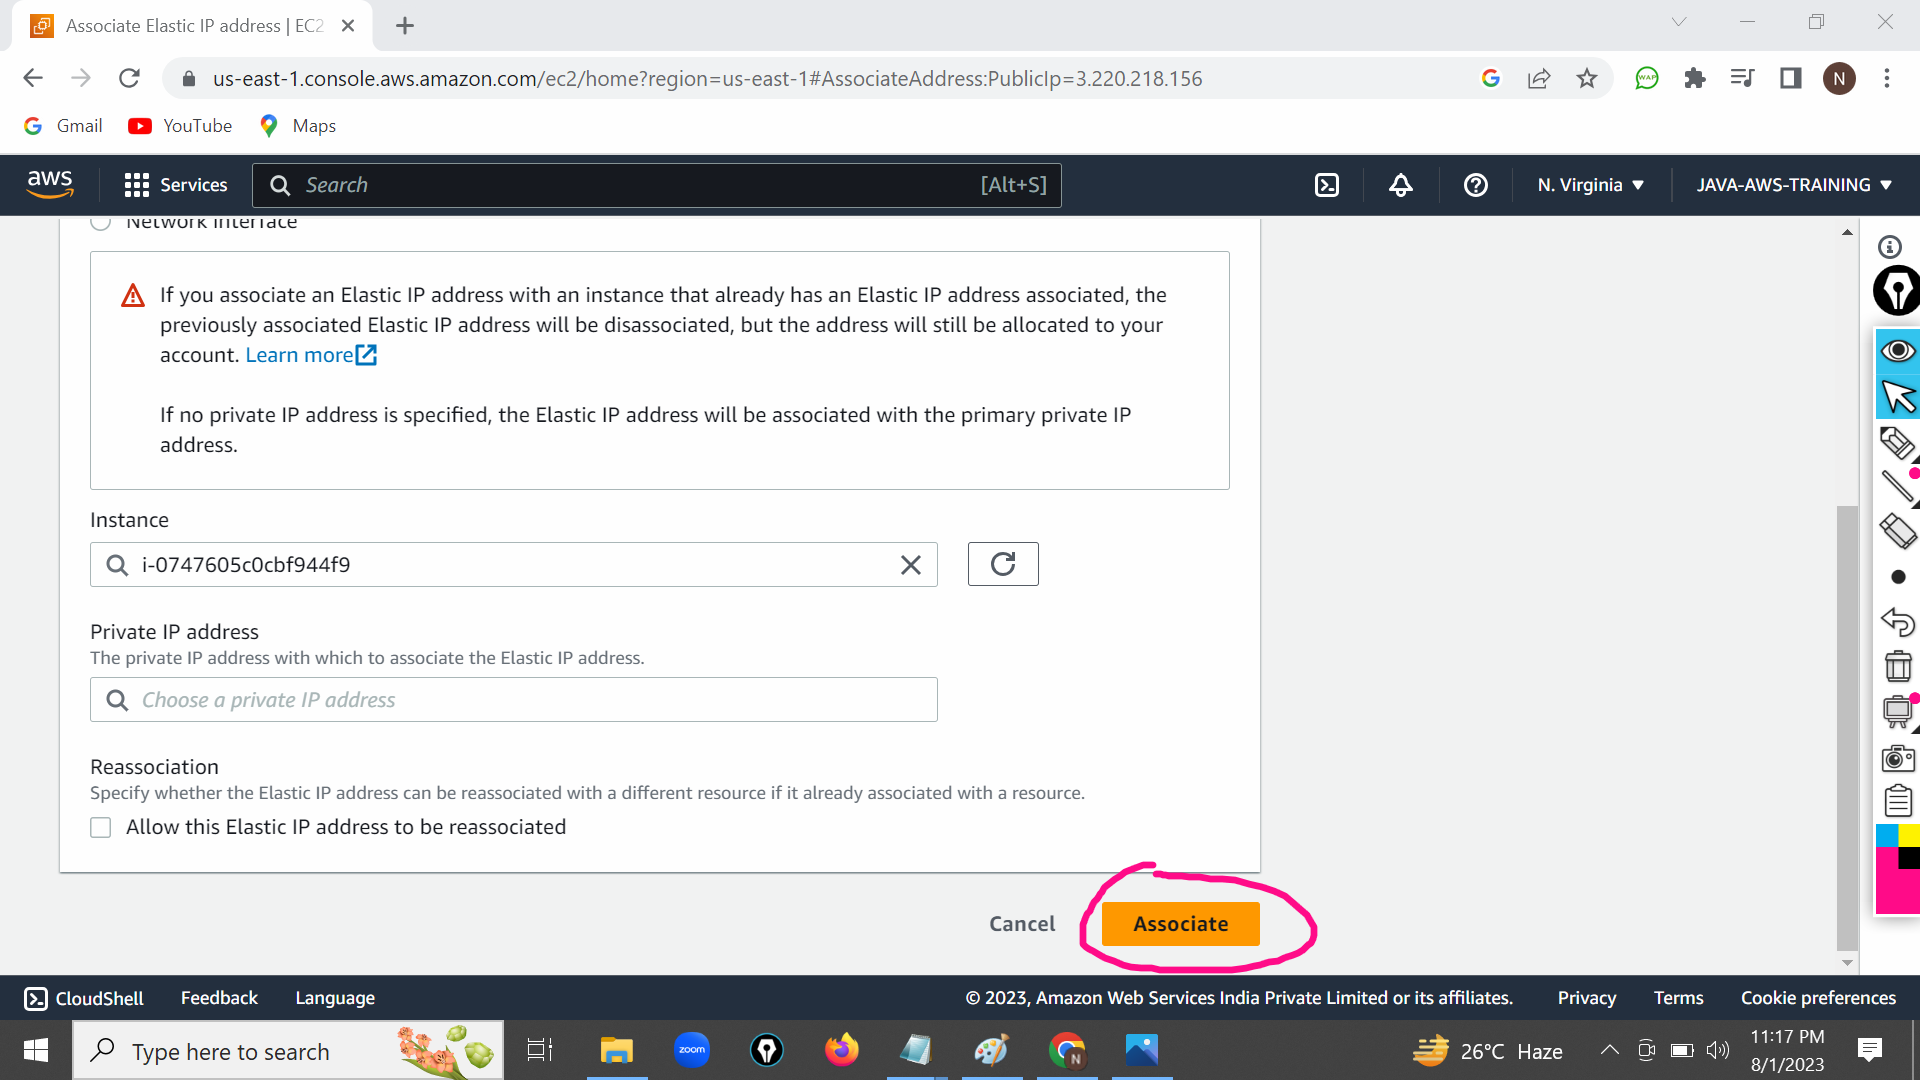 Associate Elastic IP address | EC2
us-east-1.console.aws.amazon.com/ec2/home?region=us-east-1#AssociateAddress:PublicIp=3.220.218.156
N
Gmail
YouTube
Maps
aws
Services
Search
[Alt+S]
N. Virginia
JAVA-AWS-TRAINING
Network interface
If you associate an Elastic IP address with an instance that already has an Elastic IP address associated, the
previously associated Elastic IP address will be disassociated, but the address will still be allocated to your
account. Learn more
If no private IP address is specified, the Elastic IP address will be associated with the primary private IP
address.
Instance
i-0747605c0cbf944f9
Private IP address
The private IP address with which to associate the Elastic IP address.
Choose a private IP address
Reassociation
Specify whether the Elastic IP address can be reassociated with a different resource if it already associated with a resource.
Allow this Elastic IP address to be reassociated
Cancel
Associate
CloudShell
Feedback
Language
© 2023, Amazon Web Services India Private Limited or its affiliates.
Privacy
Terms
Cookie preferences
Type here to search
zoom
N
26°C Haze
11:17 PM
8/1/2023